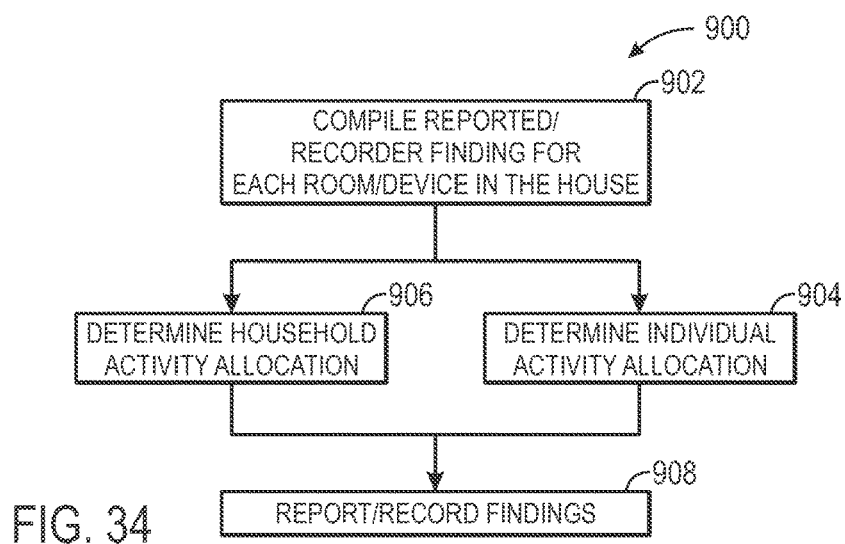 900
902
COMPILE REPORTED/
RECORDER FINDING FOR
EACH ROOM/DEVICE IN THE HOUSE
906
DETERMINE HOUSEHOLD
ACTIVITY ALLOCATION
904
DETERMINE INDIVIDUAL
ACTIVITY ALLOCATION
908
REPORT/RECORD FINDINGS
FIG. 34